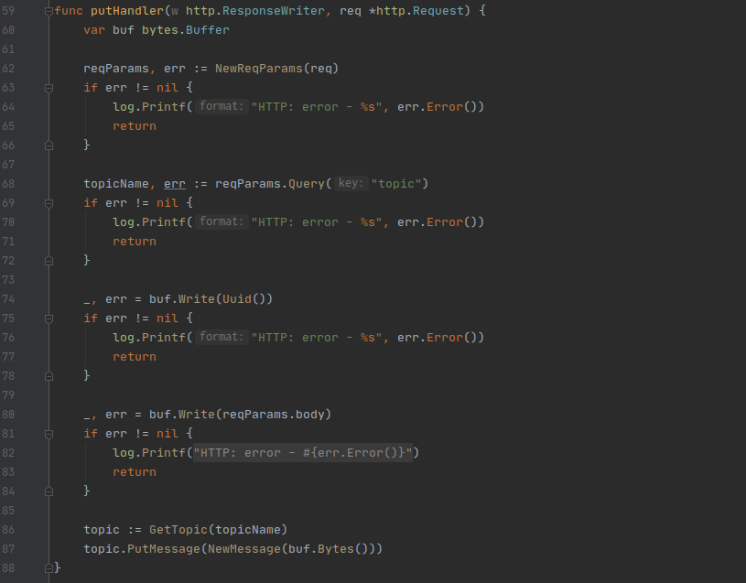 59 func putHandler(w http.ResponseWriter, req *http.Request) {
60     var buf bytes.Buffer
61
62     reqParams, err := NewReqParams(req)
63     if err != nil {
64         log.Printf( format: "HTTP: error - %s", err.Error())
65         return
66     }
67
68     topicName, err := reqParams.Query( key: "topic")
69     if err != nil {
70         log.Printf( format: "HTTP: error - %s", err.Error())
71         return
72     }
73
74     _, err = buf.Write(Uuid())
75     if err != nil {
76         log.Printf( format: "HTTP: error - %s", err.Error())
77         return
78     }
79
80     _, err = buf.Write(reqParams.body)
81     if err != nil {
82         log.Printf("HTTP: error - #{err.Error()}")
83         return
84     }
85
86     topic := GetTopic(topicName)
87     topic.PutMessage(NewMessage(buf.Bytes()))
88 }